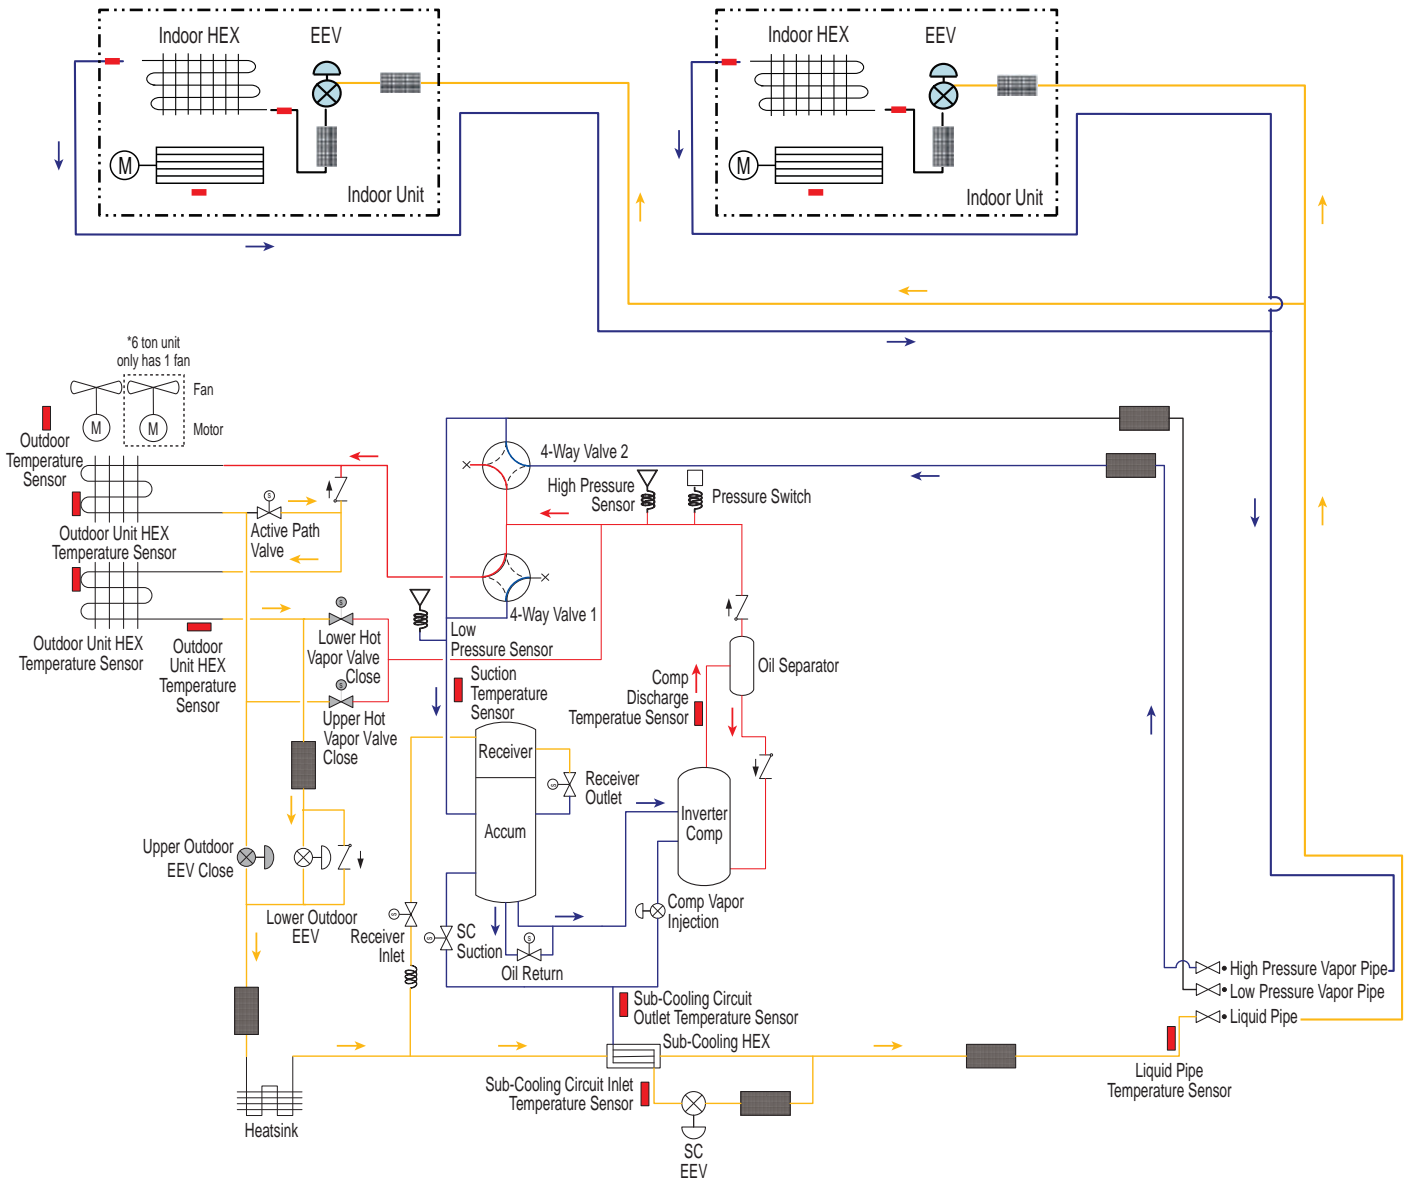 Indoor HEX
EEV
M
Indoor Unit
Indoor HEX
EEV
M
Indoor Unit
*6 ton unit
only has 1 fan
Fan
M
M
Motor
Outdoor
Temperature
Sensor
4-Way Valve 2
High Pressure
Sensor
Pressure Switch
S
Active Path
Valve
Outdoor Unit HEX
Temperature Sensor
4-Way Valve 1
Outdoor Unit HEX
Temperature Sensor
Outdoor
Unit HEX
Temperature
Sensor
S
Lower Hot
Vapor Valve
Close
S
Upper Hot
Vapor Valve
Close
Low
Pressure Sensor
Suction
Temperature
Sensor
Comp
Discharge
Temperatue Sensor
Oil Separator
Receiver
S
Receiver
Outlet
Accum
Inverter
Comp
Upper Outdoor
EEV Close
Lower Outdoor
EEV
S
Receiver
Inlet
S
SC
Suction
S
Oil Return
Comp Vapor
Injection
High Pressure Vapor Pipe
Low Pressure Vapor Pipe
Liquid Pipe
Sub-Cooling Circuit
Outlet Temperature Sensor
Sub-Cooling HEX
Sub-Cooling Circuit Inlet
Temperature Sensor
Liquid Pipe
Temperature Sensor
Heatsink
SC
EEV